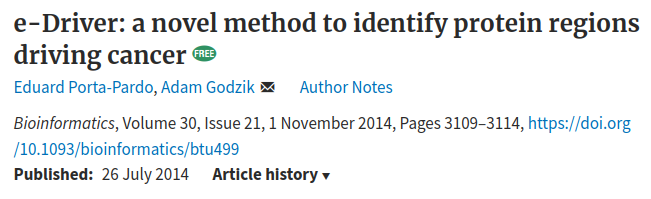 e-Driver: a novel method to identify protein regions
driving cancer FREE
Eduard Porta-Pardo, Adam Godzik Author Notes
Bioinformatics, Volume 30, Issue 21, 1 November 2014, Pages 3109–3114, https://doi.org
/10.1093/bioinformatics/btu499
Published: 26 July 2014 Article history ▾